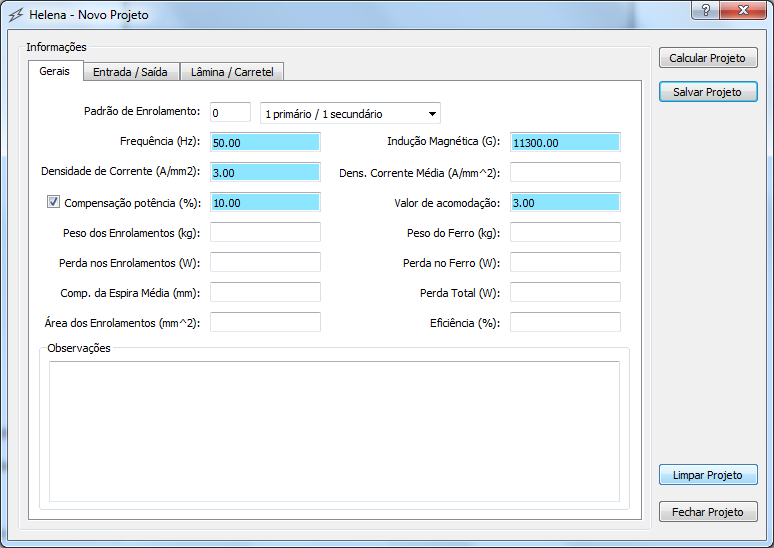 Helena - Novo Projeto
Informações
Gerais Entrada / Saída Lâmina / Carretel
Calcular Projeto
Salvar Projeto
Padrão de Enrolamento: 0 1 primário / 1 secundário
Frequência (Hz): 50.00 Indução Magnética (G): 11300.00
Densidade de Corrente (A/mm2): 3.00 Dens. Corrente Média (A/mm^2):
Compensação potência (%): 10.00 Valor de acomodação: 3.00
Peso dos Enrolamentos (kg): Peso do Ferro (kg):
Perda nos Enrolamentos (W): Perda no Ferro (W):
Comp. da Espira Média (mm): Perda Total (W):
Área dos Enrolamentos (mm^2): Eficiência (%):
Observações
Limpar Projeto
Fechar Projeto